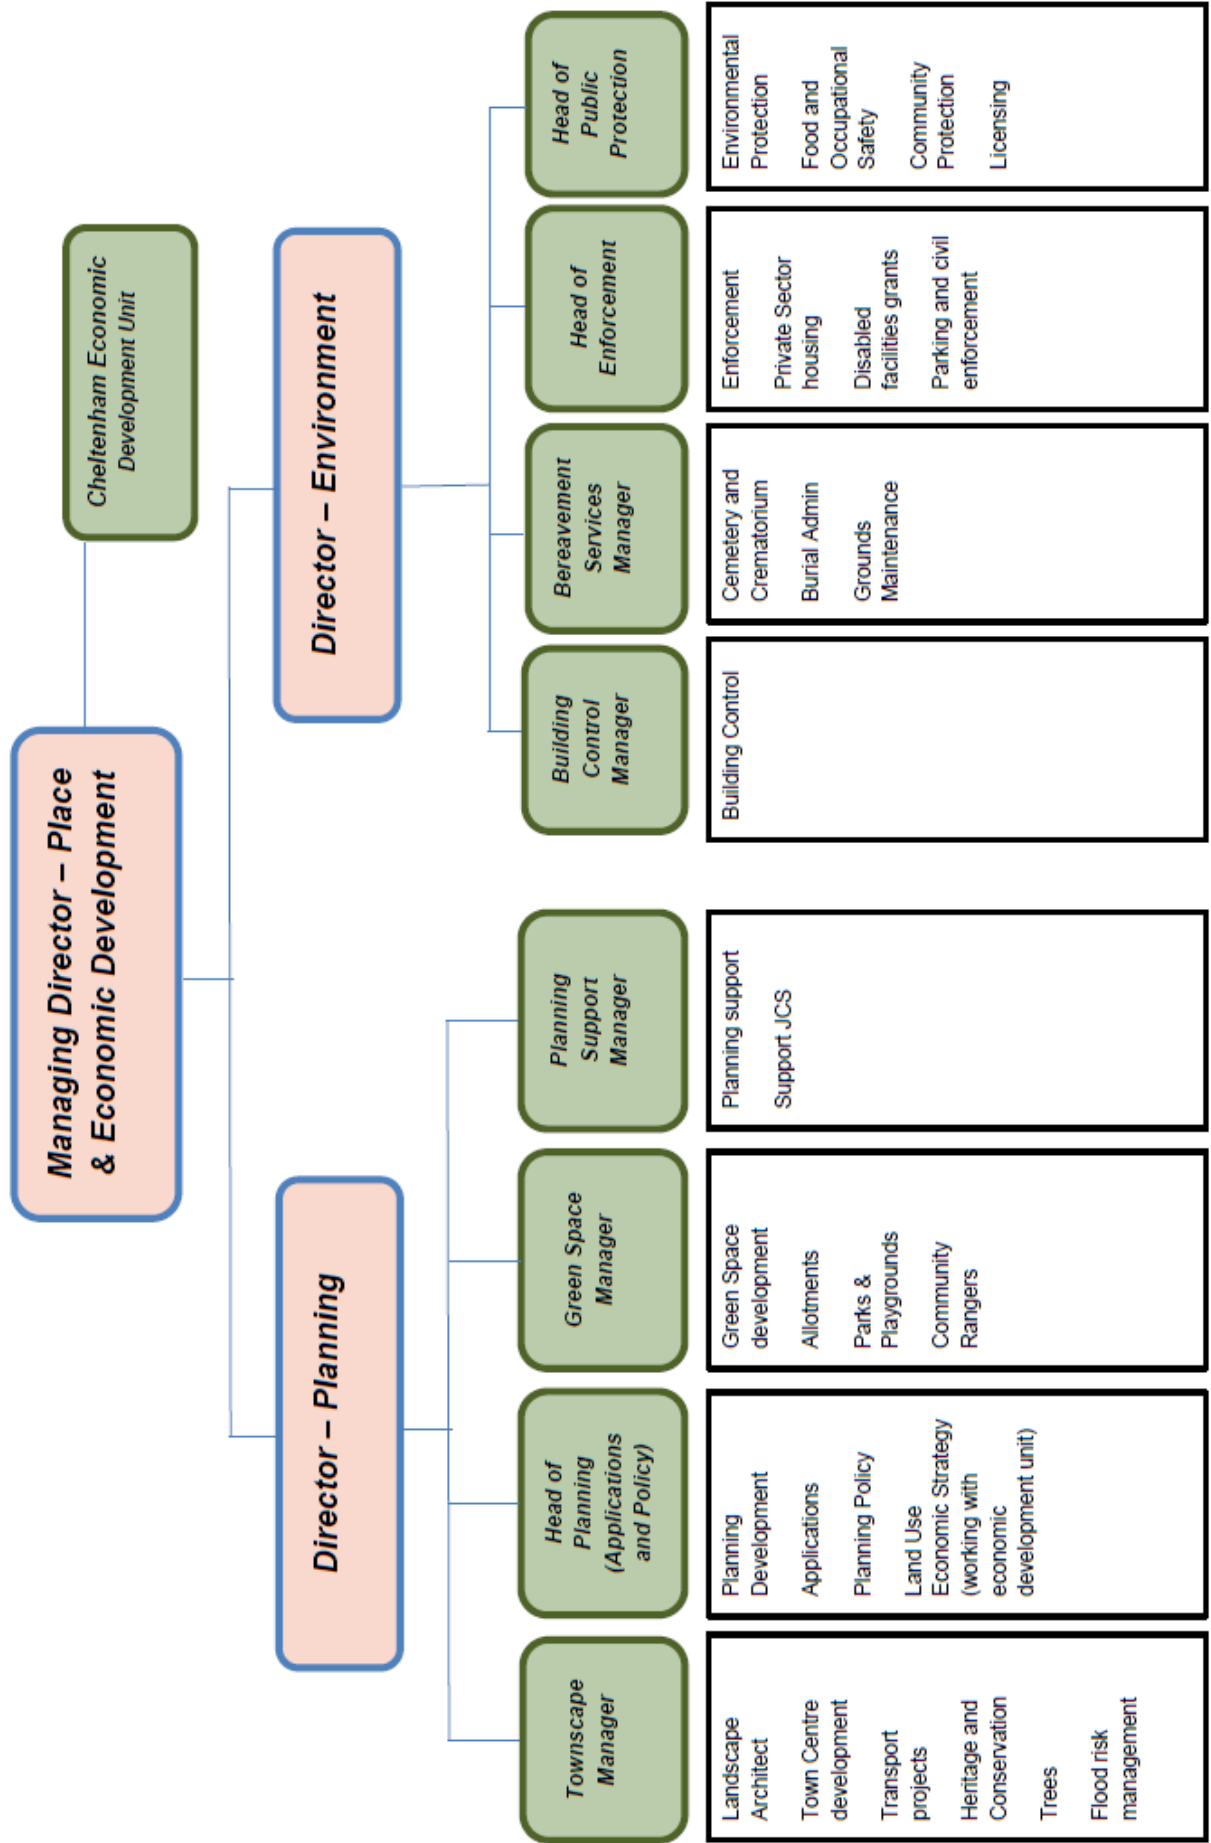 Managing Director – Place
& Economic Development
Cheltenham Economic
Development Unit
Director – Planning
Director – Environment
Townscape
Manager
Head of
Planning
(Applications
and Policy)
Green Space
Manager
Planning
Support
Manager
Building
Control
Manager
Bereavement
Services
Manager
Head of
Enforcement
Head of
Public
Protection
Landscape
Architect
Town Centre
development
Transport
projects
Heritage and
Conservation
Trees
Flood risk
management
Planning
Development
Applications
Planning Policy
Land Use
Economic Strategy
(working with
economic
development unit)
Green Space
development
Allotments
Parks &
Playgrounds
Community
Rangers
Planning support
Support JCS
Building Control
Cemetery and
Crematorium
Burial Admin
Grounds
Maintenance
Enforcement
Private Sector
housing
Disabled
facilities grants
Parking and civil
enforcement
Environmental
Protection
Food and
Occupational
Safety
Community
Protection
Licensing